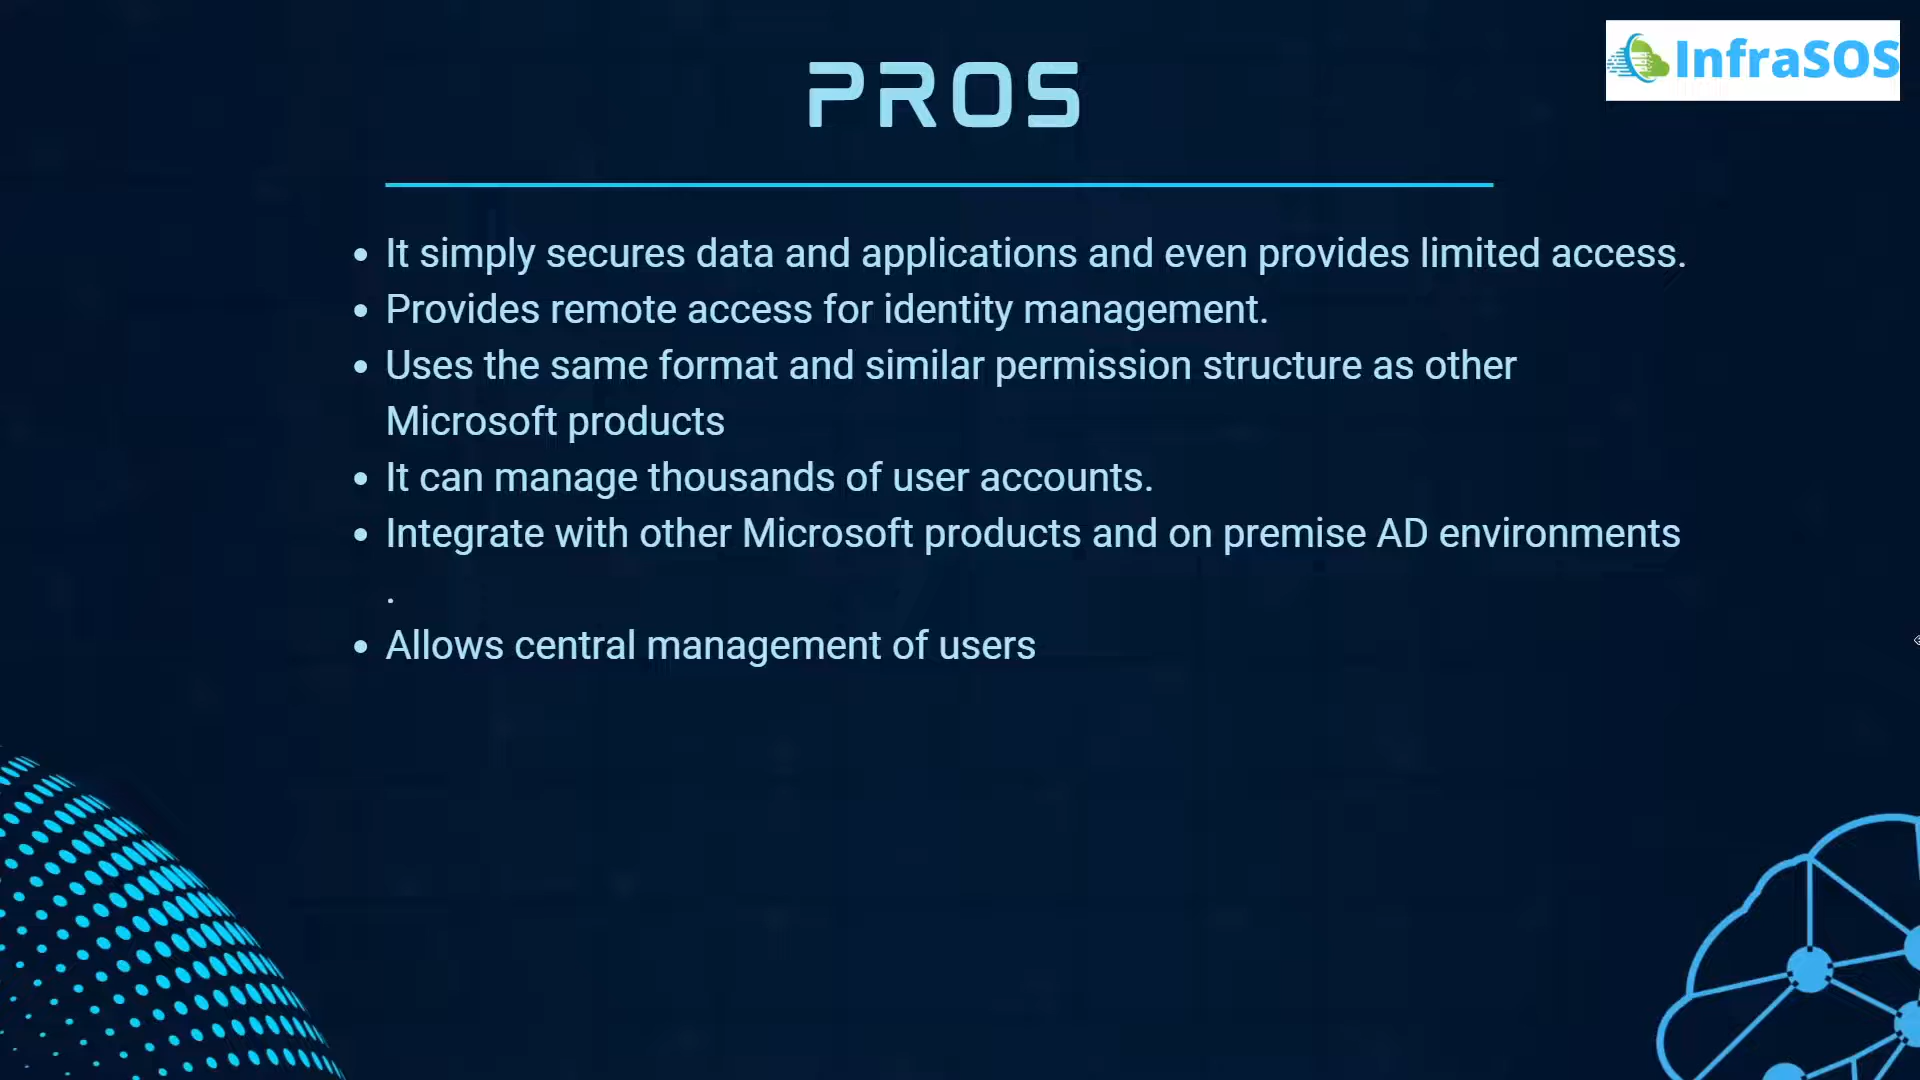 PROS
InfraSOS
• It simply secures data and applications and even provides limited access.
• Provides remote access for identity management.
• Uses the same format and similar permission structure as other
Microsoft products
• It can manage thousands of user accounts.
• Integrate with other Microsoft products and on premise AD environments
.
• Allows central management of users